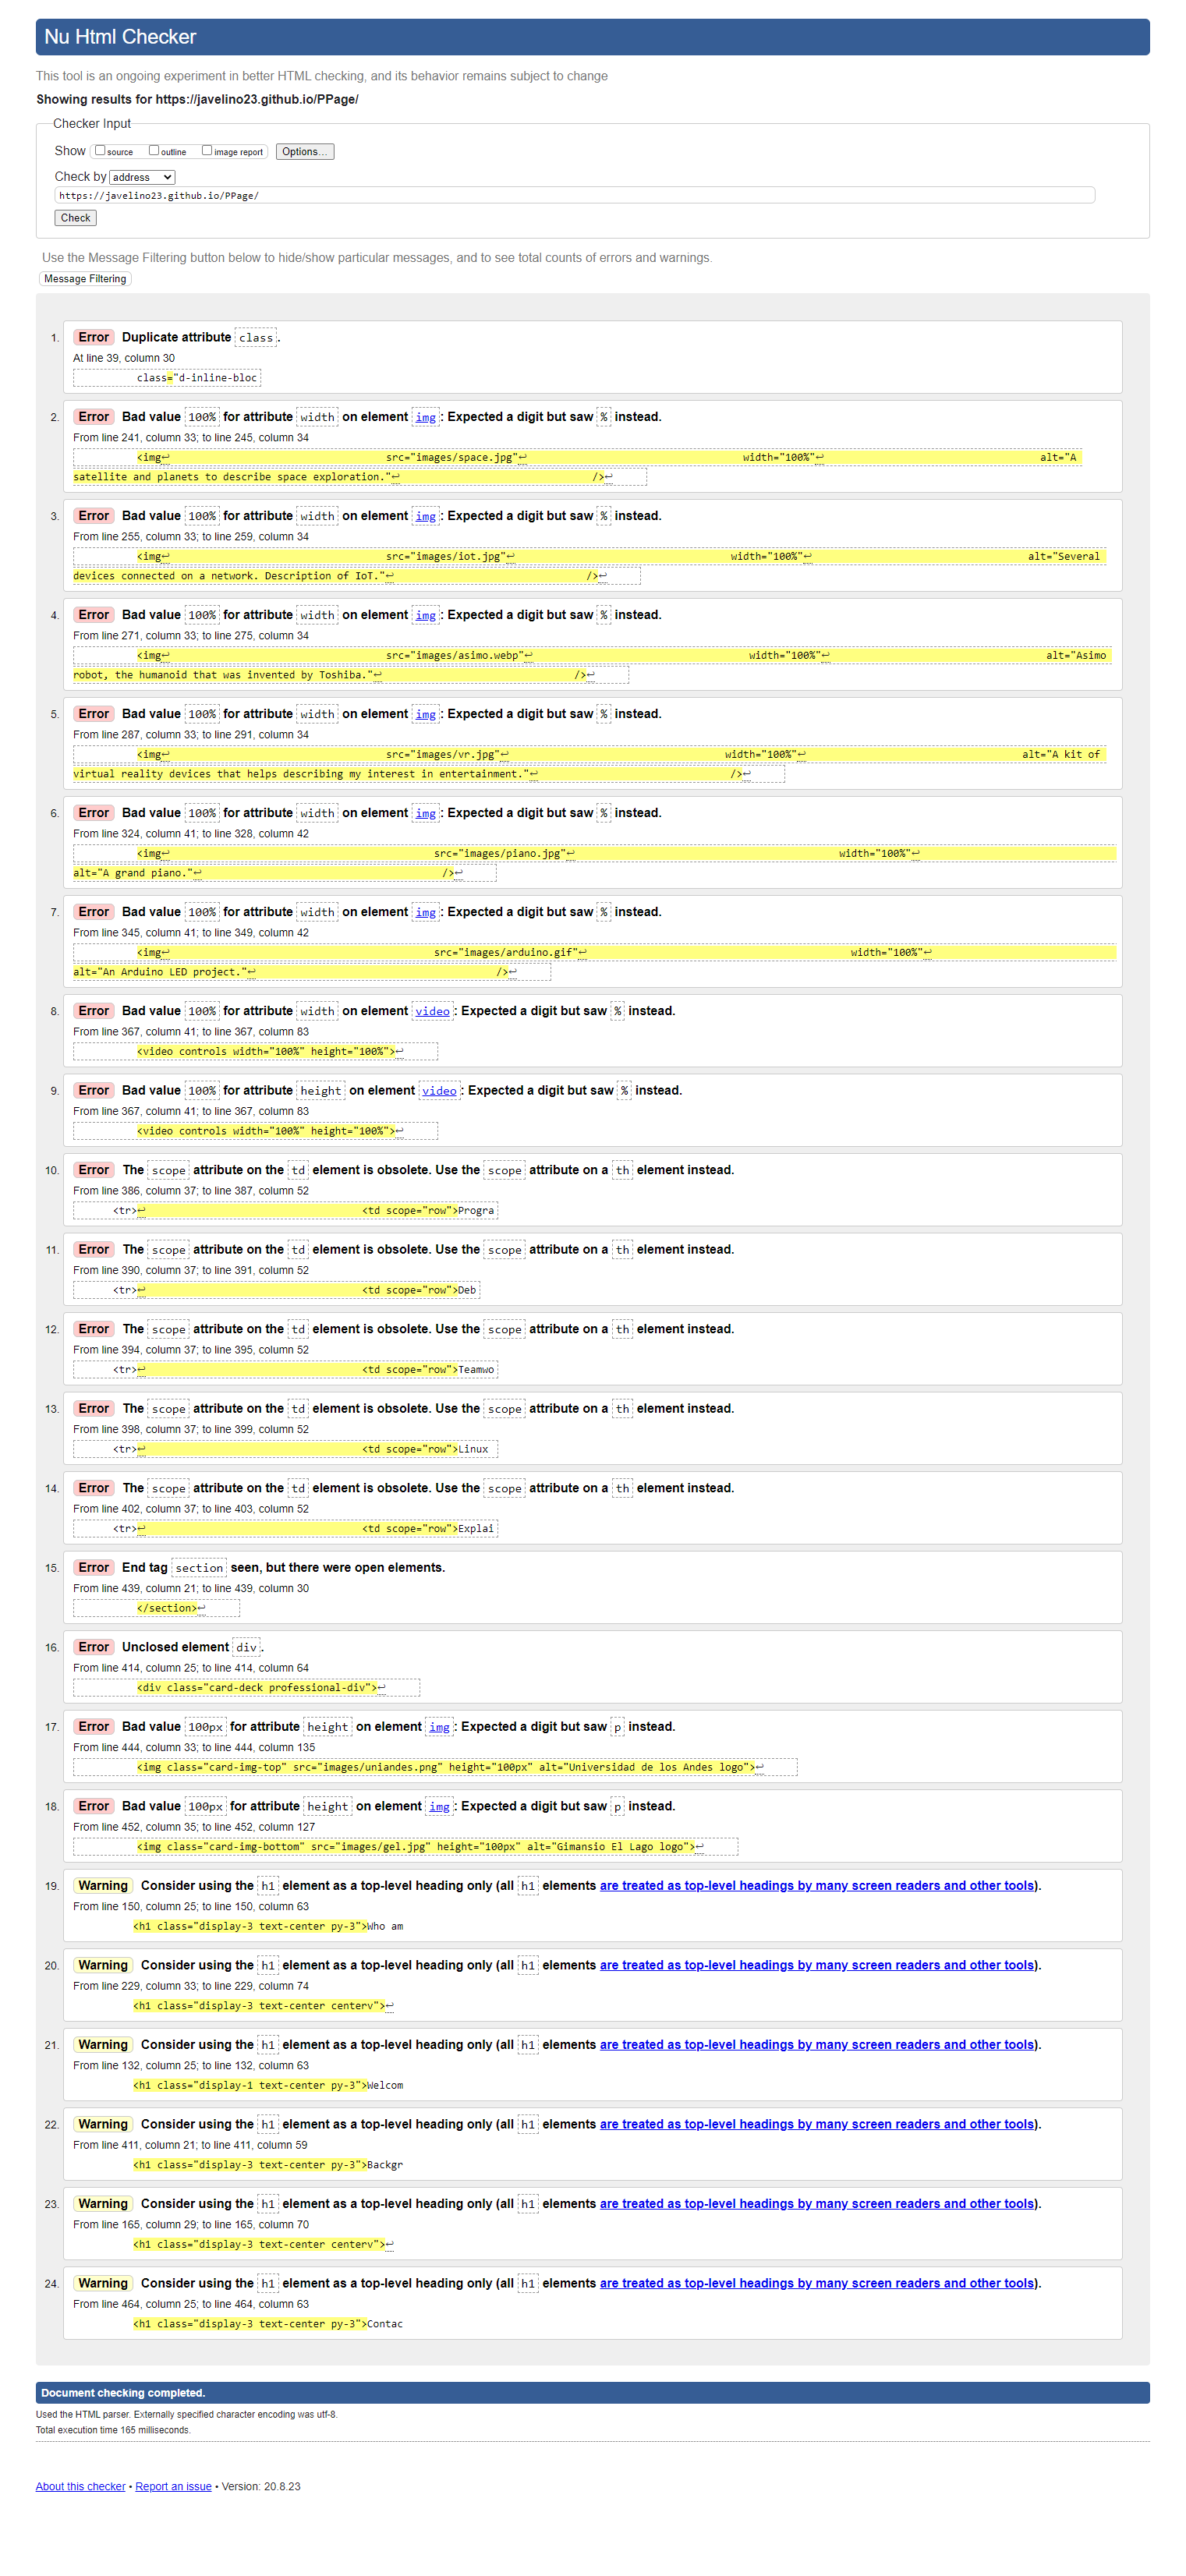 Nu Html Checker
This tool is an ongoing experiment in better HTML checking, and its behavior remains subject to change
Showing results for https://javelino23.github.io/PPage/
Checker Input
Show source outline image report Options...
Check by address
https://javelino23.github.io/PPage/
Check
Use the Message Filtering button below to hide/show particular messages, and to see total counts of errors and warnings.
Message Filtering
1. Error Duplicate attribute class.
At line 39, column 30
class="d-inline-bloc
2. Error Bad value 100% for attribute width on element img: Expected a digit but saw % instead.
From line 241, column 33; to line 245, column 34
<img↩ src="images/space.jpg"↩ width="100%"↩ alt="A
satellite and planets to describe space exploration."↩ />↩
3. Error Bad value 100% for attribute width on element img: Expected a digit but saw % instead.
From line 255, column 33; to line 259, column 34
<img↩ src="images/iot.jpg"↩ width="100%"↩ alt="Several
devices connected on a network. Description of IoT."↩ />↩
4. Error Bad value 100% for attribute width on element img: Expected a digit but saw % instead.
From line 271, column 33; to line 275, column 34
<img↩ src="images/asimo.webp"↩ width="100%"↩ alt="Asimo
robot, the humanoid that was invented by Toshiba."↩ />↩
5. Error Bad value 100% for attribute width on element img: Expected a digit but saw % instead.
From line 287, column 33; to line 291, column 34
<img↩ src="images/vr.jpg"↩ width="100%"↩ alt="A kit of
virtual reality devices that helps describing my interest in entertainment."↩ />↩
6. Error Bad value 100% for attribute width on element img: Expected a digit but saw % instead.
From line 324, column 41; to line 328, column 42
<img↩ src="images/piano.jpg"↩ width="100%"↩
alt="A grand piano."↩ />↩
7. Error Bad value 100% for attribute width on element img: Expected a digit but saw % instead.
From line 345, column 41; to line 349, column 42
<img↩ src="images/arduino.gif"↩ width="100%"↩
alt="An Arduino LED project."↩ />↩
8. Error Bad value 100% for attribute width on element video: Expected a digit but saw % instead.
From line 367, column 41; to line 367, column 83
<video controls width="100%" height="100%">↩
9. Error Bad value 100% for attribute height on element video: Expected a digit but saw % instead.
From line 367, column 41; to line 367, column 83
<video controls width="100%" height="100%">↩
10. Error The scope attribute on the td element is obsolete. Use the scope attribute on a th element instead.
From line 386, column 37; to line 387, column 52
<tr>↩ <td scope="row">Progra
11. Error The scope attribute on the td element is obsolete. Use the scope attribute on a th element instead.
From line 390, column 37; to line 391, column 52
<tr>↩ <td scope="row">Deb
12. Error The scope attribute on the td element is obsolete. Use the scope attribute on a th element instead.
From line 394, column 37; to line 395, column 52
<tr>↩ <td scope="row">Teamwo
13. Error The scope attribute on the td element is obsolete. Use the scope attribute on a th element instead.
From line 398, column 37; to line 399, column 52
<tr>↩ <td scope="row">Linux
14. Error The scope attribute on the td element is obsolete. Use the scope attribute on a th element instead.
From line 402, column 37; to line 403, column 52
<tr>↩ <td scope="row">Explai
15. Error End tag section seen, but there were open elements.
From line 439, column 21; to line 439, column 30
</section>↩
16. Error Unclosed element div.
From line 414, column 25; to line 414, column 64
<div class="card-deck professional-div">↩
17. Error Bad value 100px for attribute height on element img: Expected a digit but saw p instead.
From line 444, column 33; to line 444, column 135
<img class="card-img-top" src="images/uniandes.png" height="100px" alt="Universidad de los Andes logo">↩
18. Error Bad value 100px for attribute height on element img: Expected a digit but saw p instead.
From line 452, column 35; to line 452, column 127
<img class="card-img-bottom" src="images/gel.jpg" height="100px" alt="Gimansio El Lago logo">↩
19. Warning Consider using the h1 element as a top-level heading only (all h1 elements are treated as top-level headings by many screen readers and other tools).
From line 150, column 25; to line 150, column 63
<h1 class="display-3 text-center py-3">Who am
20. Warning Consider using the h1 element as a top-level heading only (all h1 elements are treated as top-level headings by many screen readers and other tools).
From line 229, column 33; to line 229, column 74
<h1 class="display-3 text-center centerv">↩
21. Warning Consider using the h1 element as a top-level heading only (all h1 elements are treated as top-level headings by many screen readers and other tools).
From line 132, column 25; to line 132, column 63
<h1 class="display-1 text-center py-3">Welcom
22. Warning Consider using the h1 element as a top-level heading only (all h1 elements are treated as top-level headings by many screen readers and other tools).
From line 411, column 21; to line 411, column 59
<h1 class="display-3 text-center py-3">Backgr
23. Warning Consider using the h1 element as a top-level heading only (all h1 elements are treated as top-level headings by many screen readers and other tools).
From line 165, column 29; to line 165, column 70
<h1 class="display-3 text-center centerv">↩
24. Warning Consider using the h1 element as a top-level heading only (all h1 elements are treated as top-level headings by many screen readers and other tools).
From line 464, column 25; to line 464, column 63
<h1 class="display-3 text-center py-3">Contac
Document checking completed.
Used the HTML parser. Externally specified character encoding was utf-8.
Total execution time 165 milliseconds.
About this checker • Report an issue • Version: 20.8.23